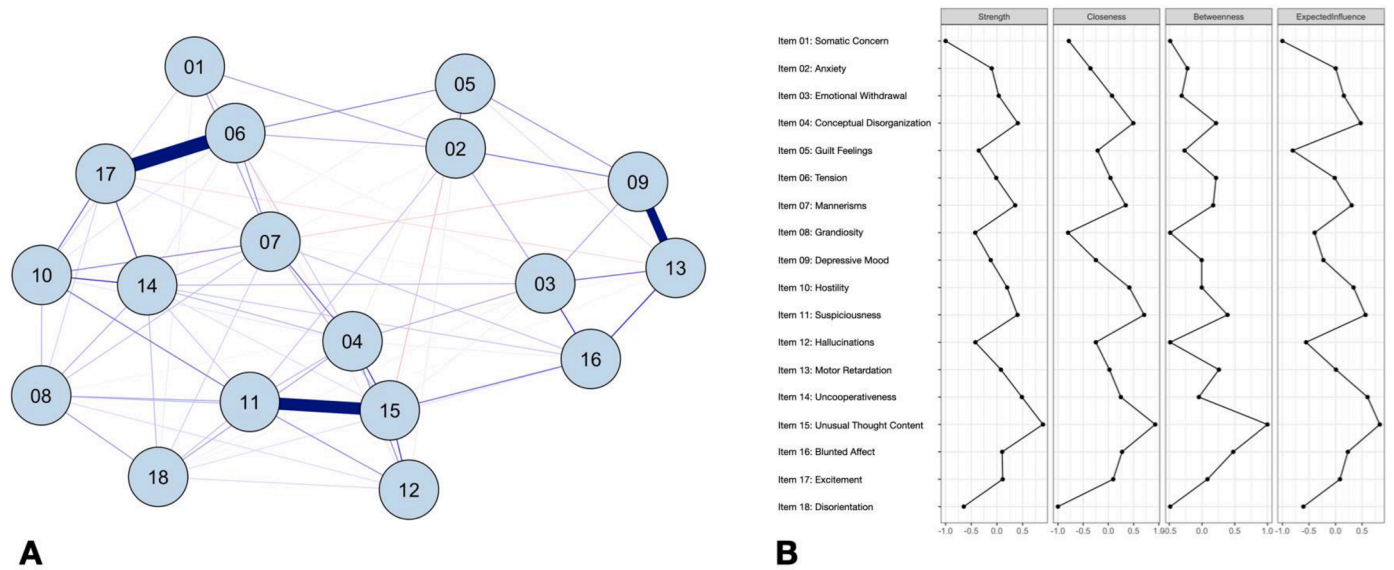 01
05
06
02
17
09
07
13
10
14
03
04
16
08
11
15
18
12
A
Strength Closeness Betweenness ExpectedInfluence
Item 01: Somatic Concern
Item 02: Anxiety
Item 03: Emotional Withdrawal
Item 04: Conceptual Disorganization
Item 05: Guilt Feelings
Item 06: Tension
Item 07: Mannerisms
Item 08: Grandiosity
Item 09: Depressive Mood
Item 10: Hostility
Item 11: Suspiciousness
Item 12: Hallucinations
Item 13: Motor Retardation
Item 14: Uncooperativeness
Item 15: Unusual Thought Content
Item 16: Blunted Affect
Item 17: Excitement
Item 18: Disorientation
-1.0 -0.5 0.0 0.5 -1.0 -0.5 0.0 0.5 1.0 -0.5 0.0 0.5 1.0 -1.0 -0.5 0.0 0.5
B